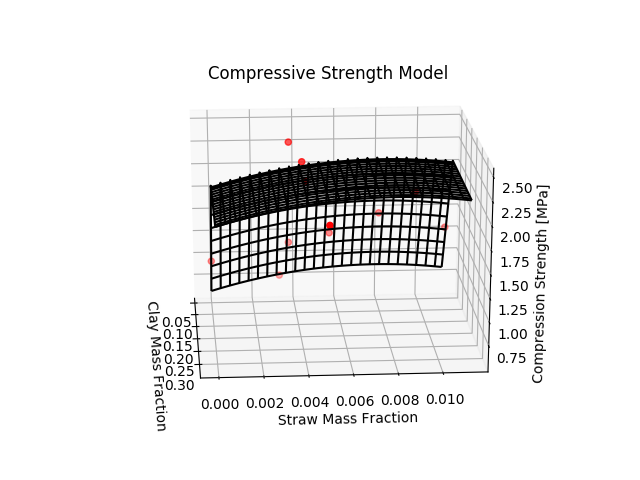 Compressive Strength Model
2.50
2.25
2.00
1.75
1.50
1.25
1.00
0.75
Compression Strength [MPa]
0.05
0.10
0.15
0.20
0.25
0.30
Clay Mass Fraction
0.000 0.002 0.004 0.006 0.008 0.010
Straw Mass Fraction